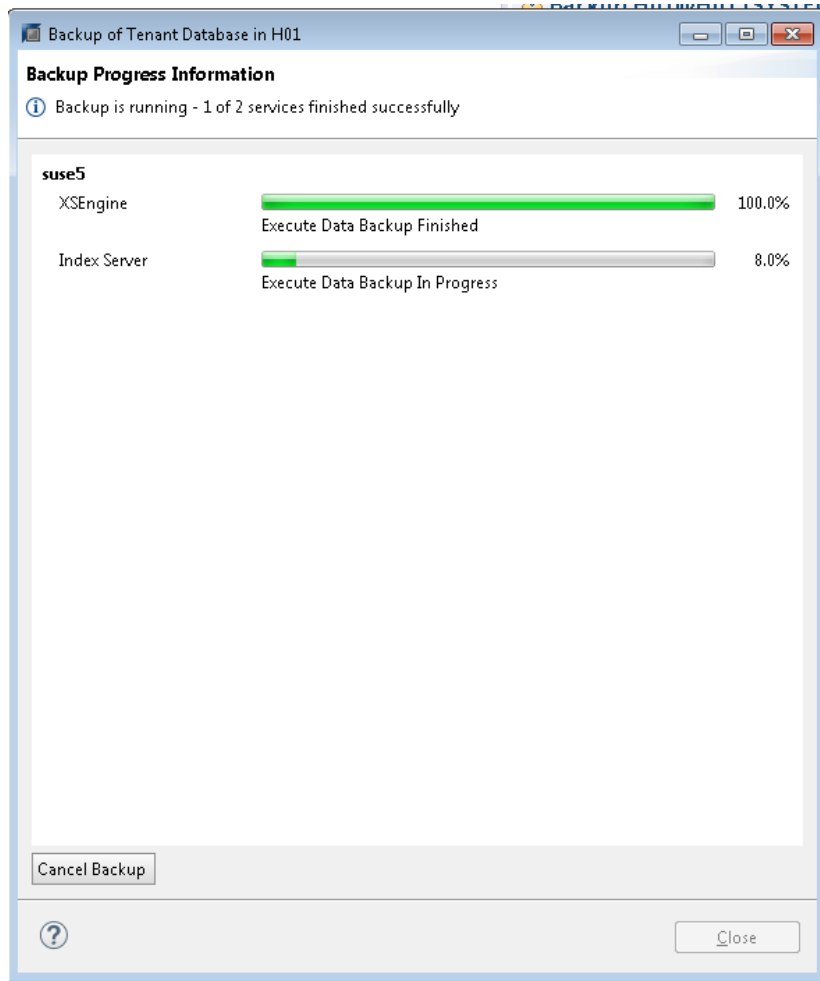 Backup of Tenant Database in H01
Backup Progress Information
Backup is running - 1 of 2 services finished successfully
suse5
XSEngine 100.0%
Execute Data Backup Finished
Index Server 8.0%
Execute Data Backup In Progress
Cancel Backup
Close